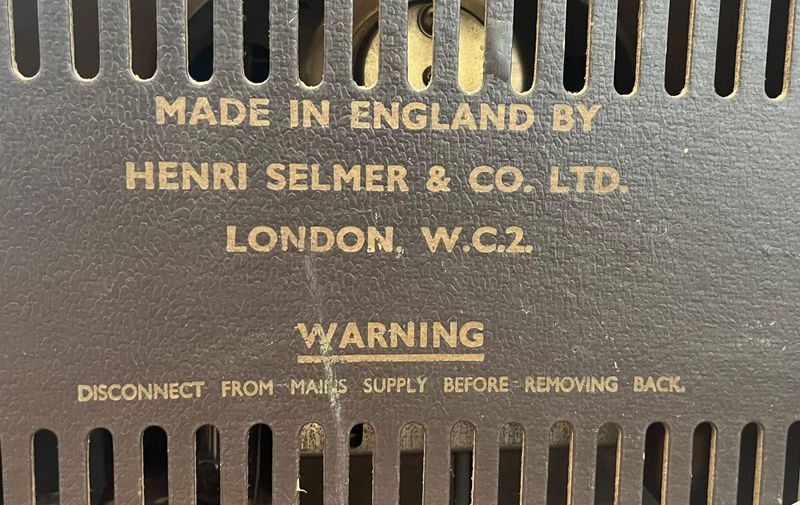 MADE IN ENGLAND BY
HENRI SELMER & CO. LTD.
LONDON, W.C.2.
WARNING
DISCONNECT FROM MAINS SUPPLY BEFORE REMOVING BACK.